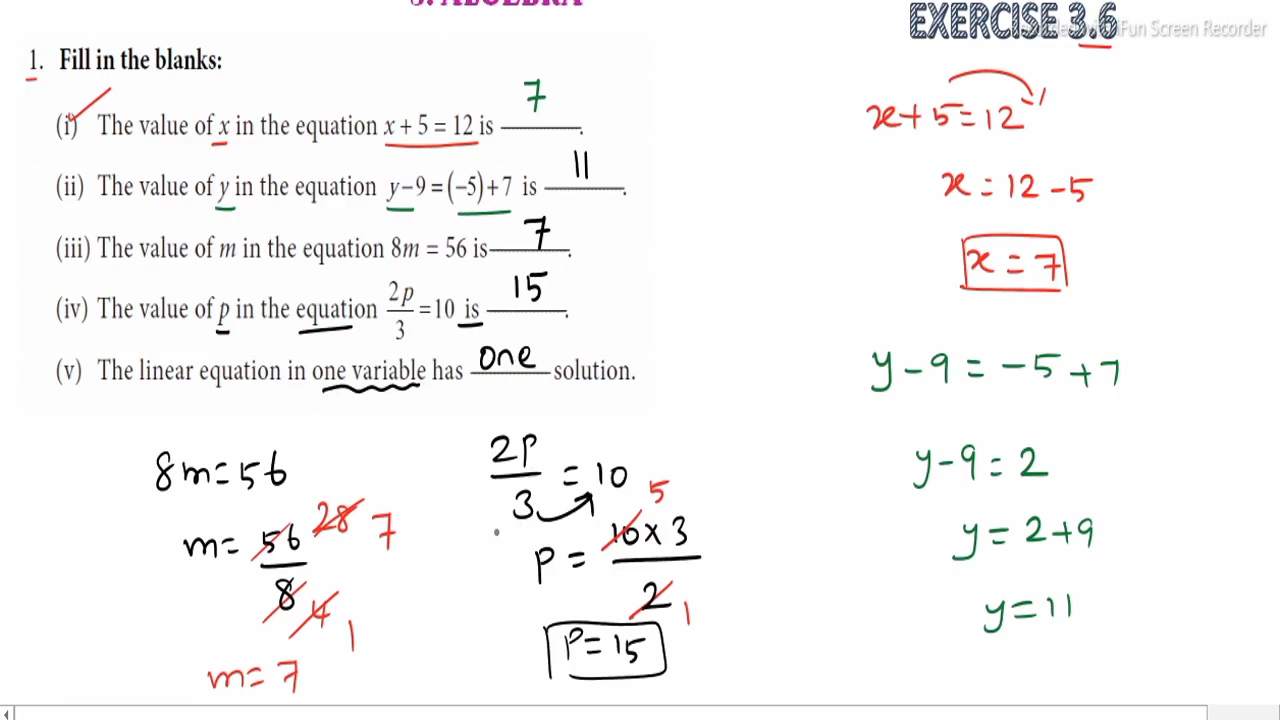 3. ALGEBRA
EXERCISE 3.6
Fun Screen Recorder
1. Fill in the blanks:
(i) The value of x in the equation x + 5 = 12 is 7.
(ii) The value of y in the equation y−9 = (−5)+7 is 11.
(iii) The value of m in the equation 8m = 56 is 7.
(iv) The value of p in the equation 2p/3 = 10 is 15.
(v) The linear equation in one variable has one solution.
8m = 56
m = 56/8 28 7
4 1
m = 7
2P/3 = 10
P = 10 × 3/2 5
1
P = 15
x + 5 = 12
x = 12 − 5
x = 7
y − 9 = −5 + 7
y − 9 = 2
y = 2 + 9
y = 11